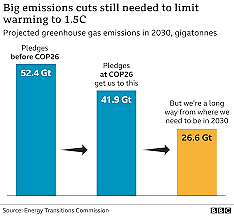 Big emissions cuts still needed to limit
warming to 1.5C
Projected greenhouse gas emissions in 2030, gigatonnes
Pledges
before COP26
52.4 Gt
Pledges
at COP26
get us to this
41.9 Gt
But we're a long
way from where we
need to be in 2030
26.6 Gt
Source: Energy Transitions Commission
BBC